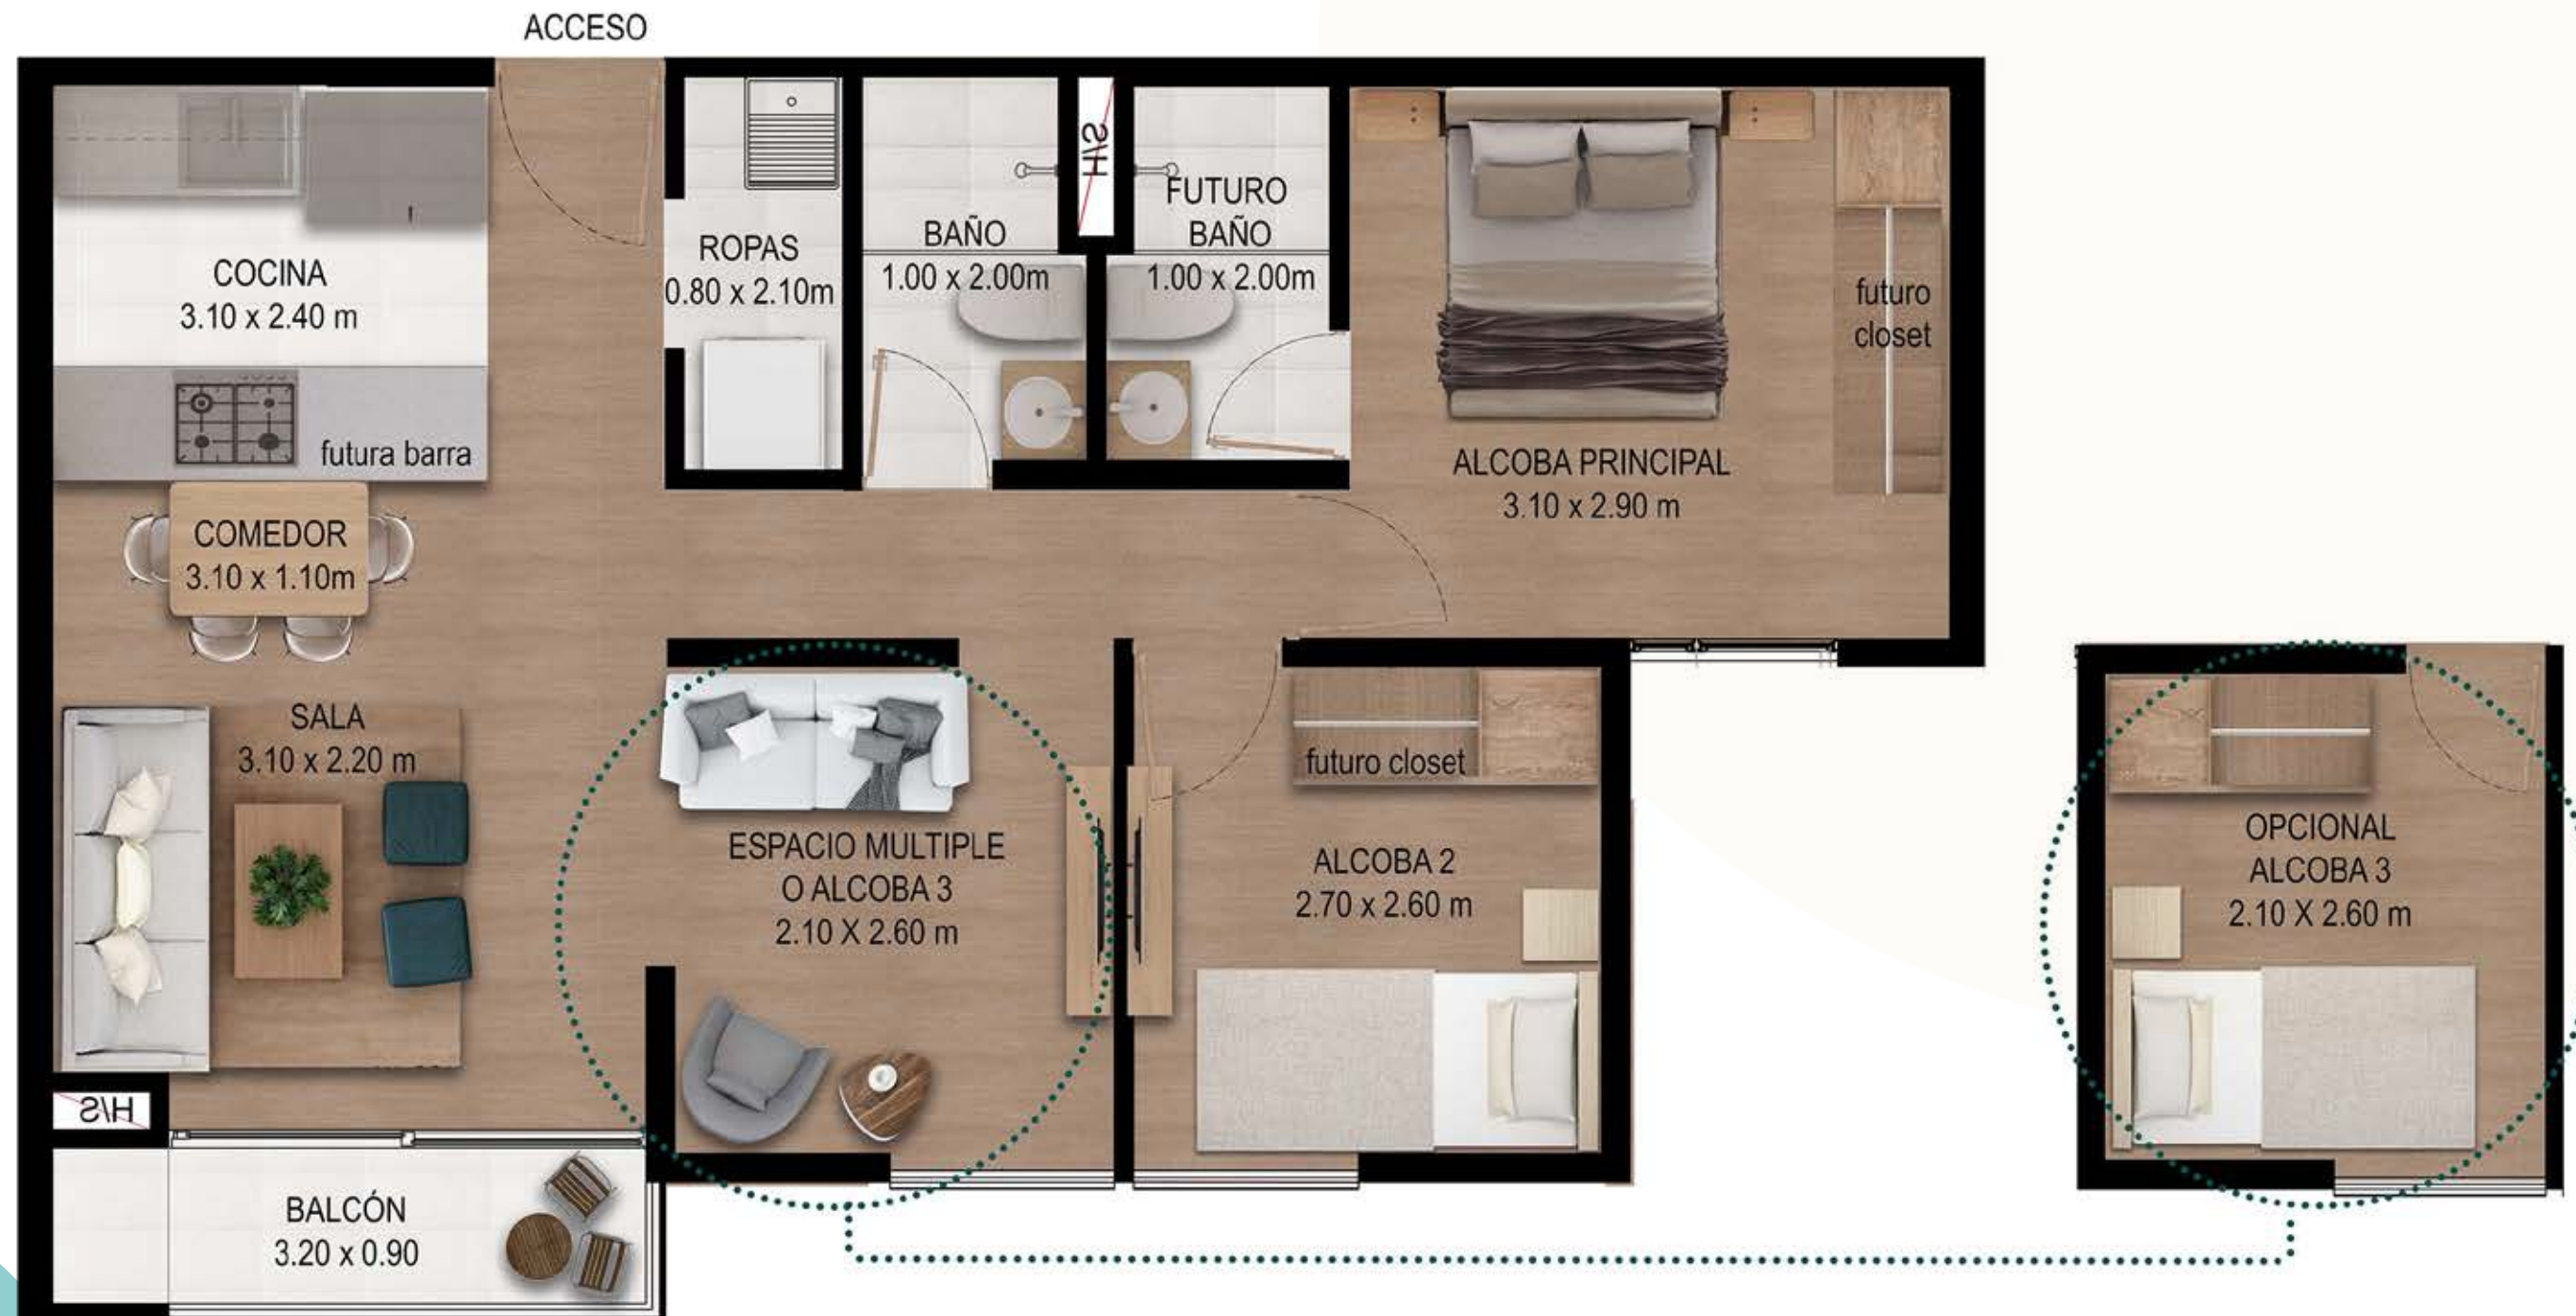 ACCESO
COCINA
3.10 x 2.40 m
futura barra
ROPAS
0.80 x 2.10m
BAÑO
1.00 x 2.00m
H/S
FUTURO
BAÑO
1.00 x 2.00m
futuro
closet
ALCOBA PRINCIPAL
3.10 x 2.90 m
COMEDOR
3.10 x 1.10m
SALA
3.10 x 2.20 m
ESPACIO MULTIPLE
O ALCOBA 3
2.10 X 2.60 m
futuro closet
ALCOBA 2
2.70 x 2.60 m
OPCIONAL
ALCOBA 3
2.10 X 2.60 m
H/S
BALCÓN
3.20 x 0.90